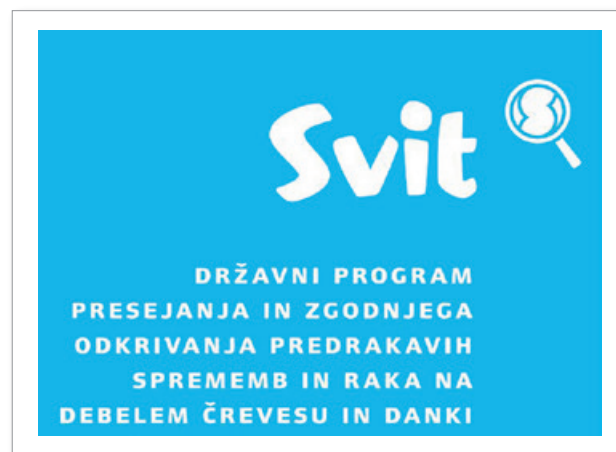 Svit
DRŽAVNI PROGRAM
PRESEJANJA IN ZGODNJEGA
ODKRIVANJA PREDRAKAVIH
SPREMEMB IN RAKA NA
DEBELEM ČREVESU IN DANKI